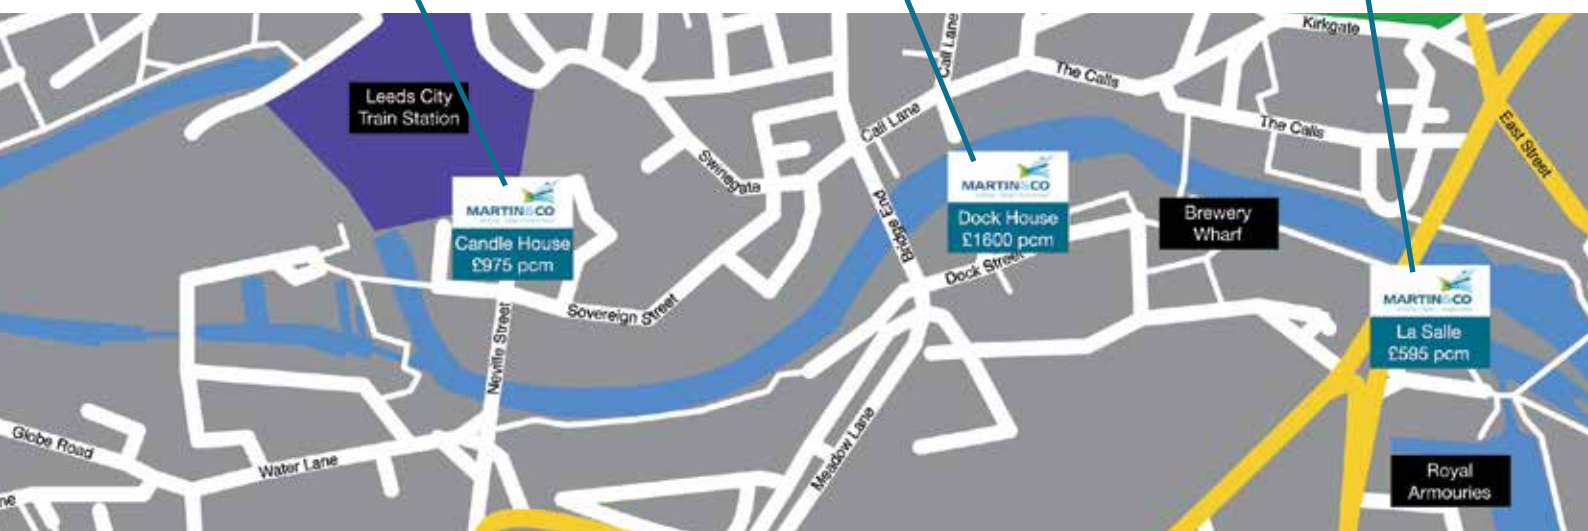 Kirkgate
Call Lane
The Calls
Leeds City
Train Station
Call Lane
The Calls
East Street
Swinegate
MARTIN&CO
Dock House
£1600 pcm
MARTIN&CO
Candle House
£975 pcm
Bridge End
Brewery
Wharf
Dock Street
MARTIN&CO
La Salle
£595 pcm
Sovereign Street
Neville Street
Globe Road
Water Lane
Meadow Lane
Royal
Armouries